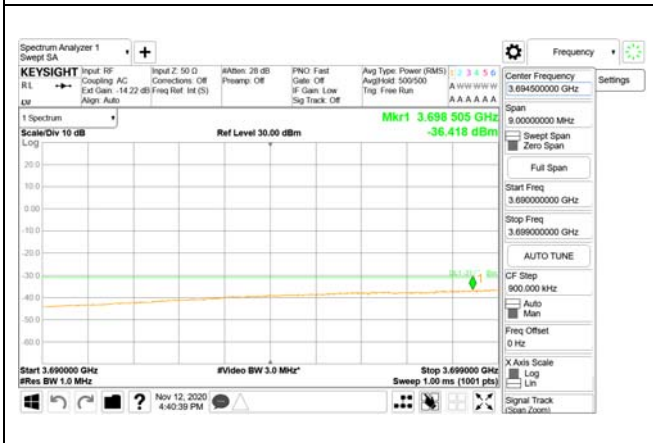 Spectrum Analyzer 1
Swept SA
Frequency
KEYSIGHT
RL
Input: RF
Coupling: AC
Ext Gain: -14.22 dB
Align: Auto
Input Z: 50 Ω
Corrections: Off
Freq Ref: Int (S)
#Atten: 28 dB
Preamp: Off
PNO: Fast
Gate: Off
IF Gain: Low
Sig Track: Off
Avg Type: Power (RMS)
Avg|Hold: 500/500
Trig: Free Run
1 2 3 4 5 6
A W W W W W
A A A A A A
1 Spectrum
Scale/Div 10 dB
Log
Ref Level 30.00 dBm
Mkr1 3.698 505 GHz
-36.418 dBm
20.0
10.0
0.00
-10.0
-20.0
-30.0
-40.0
-50.0
-60.0
1
Start 3.690000 GHz
#Res BW 1.0 MHz
#Video BW 3.0 MHz*
Stop 3.699000 GHz
Sweep 1.00 ms (1001 pts)
Nov 12, 2020
4:40:39 PM
Center Frequency
3.694500000 GHz
Settings
Span
9.00000000 MHz
Swept Span
Zero Span
Full Span
Start Freq
3.690000000 GHz
Stop Freq
3.699000000 GHz
AUTO TUNE
CF Step
900.000 kHz
Auto
Man
Freq Offset
0 Hz
X Axis Scale
Log
Lin
Signal Track
(Span Zoom)